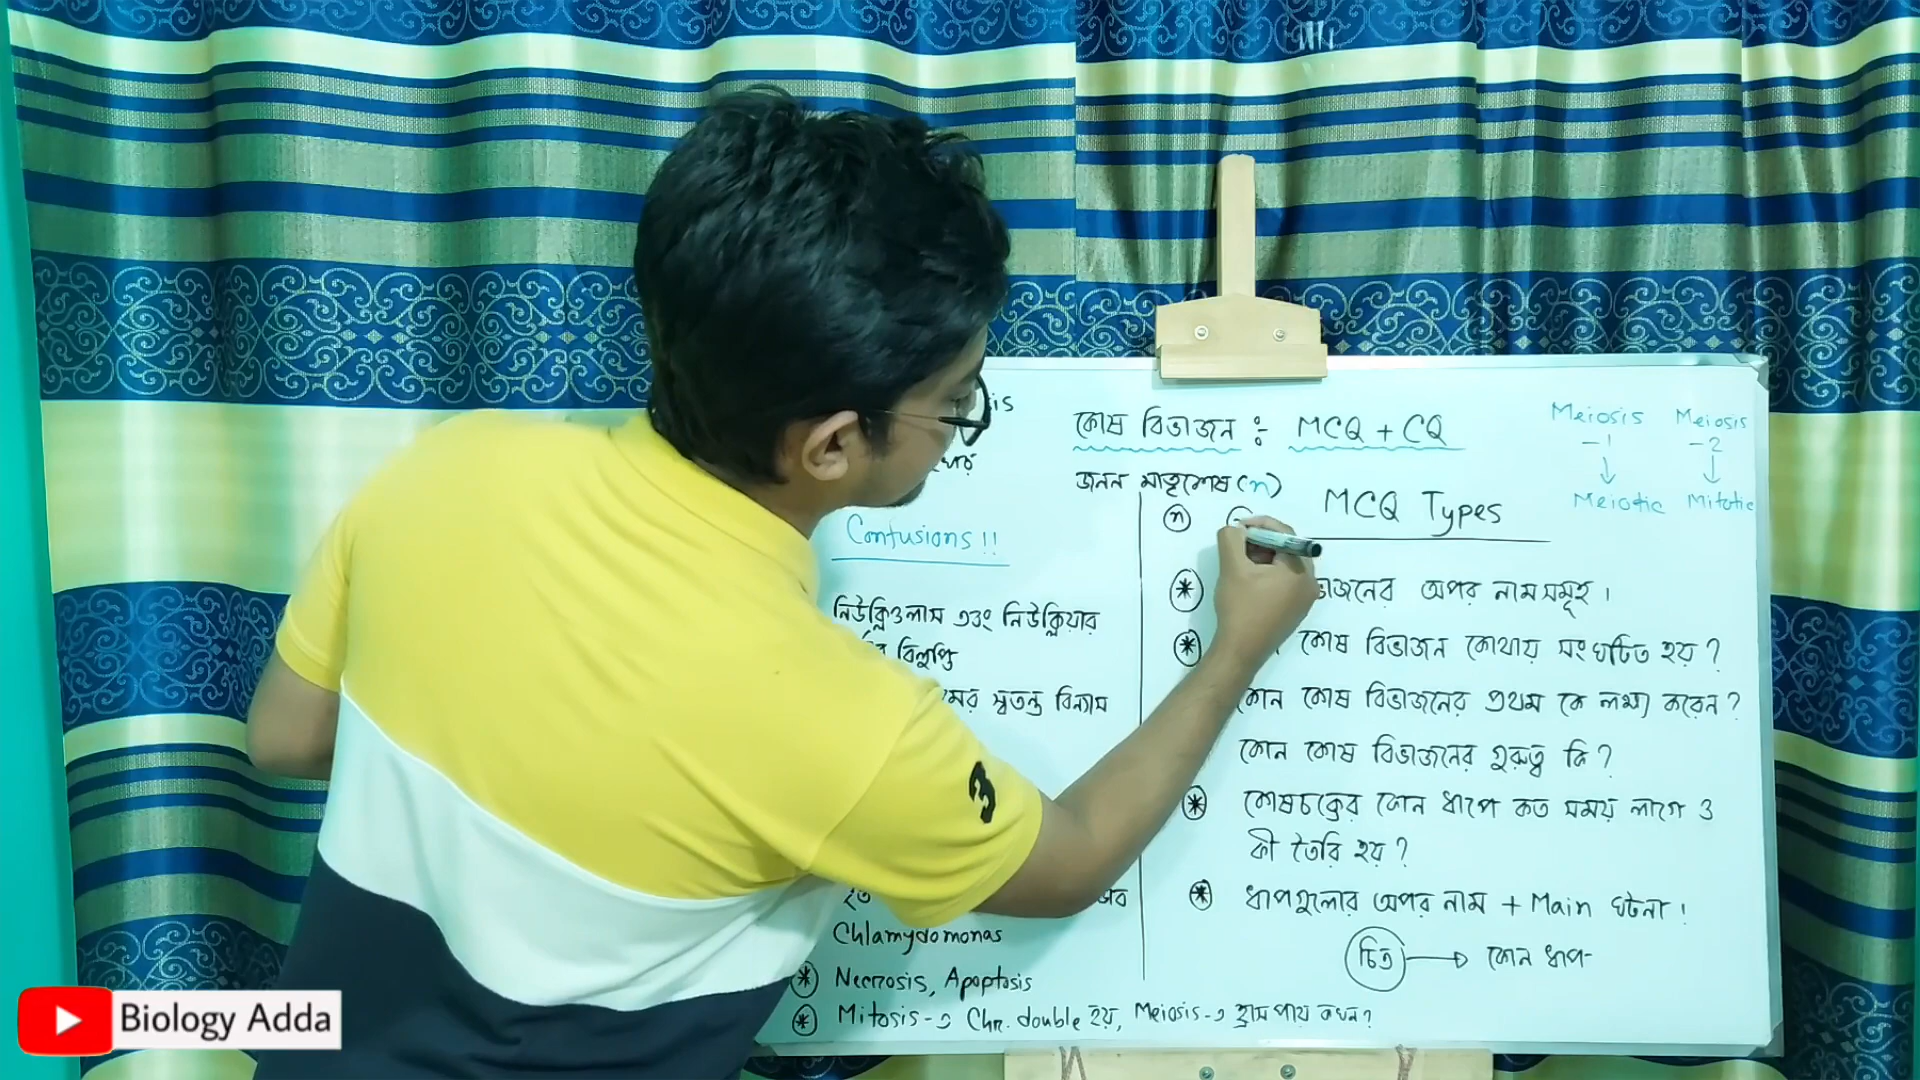 কোষ বিভাজন ঃ MCQ + CQ
জনন মাতৃকোষ (n)
n
MCQ Types
Meiosis
-1
↓
Meiotic
Meiosis
-2
↓
Mitotic
Confusions !!
নিউক্লিওলাস এবং নিউক্লিয়ার
বিলুপ্তি
স্বতন্ত্র বিন্যাস
Chlamydomonas
* Necrosis, Apoptosis
* Mitosis-এ Chr. double হয়, Meiosis-এ হ্রাস পায় কখন?
* অপর নামসমূহ।
* কোষ বিভাজন কোথায় সংঘটিত হয়?
কোন কোষ বিভাজনের প্রথম কে লক্ষ্য করেন?
কোন কোষ বিভাজনের গুরুত্ব কি?
* কোষচক্রের কোন ধাপে কত সময় লাগে ও
কী তৈরি হয়?
* ধাপগুলোর অপর নাম + Main ঘটনা!
চিত্র → কোন ধাপ
3
Biology Adda